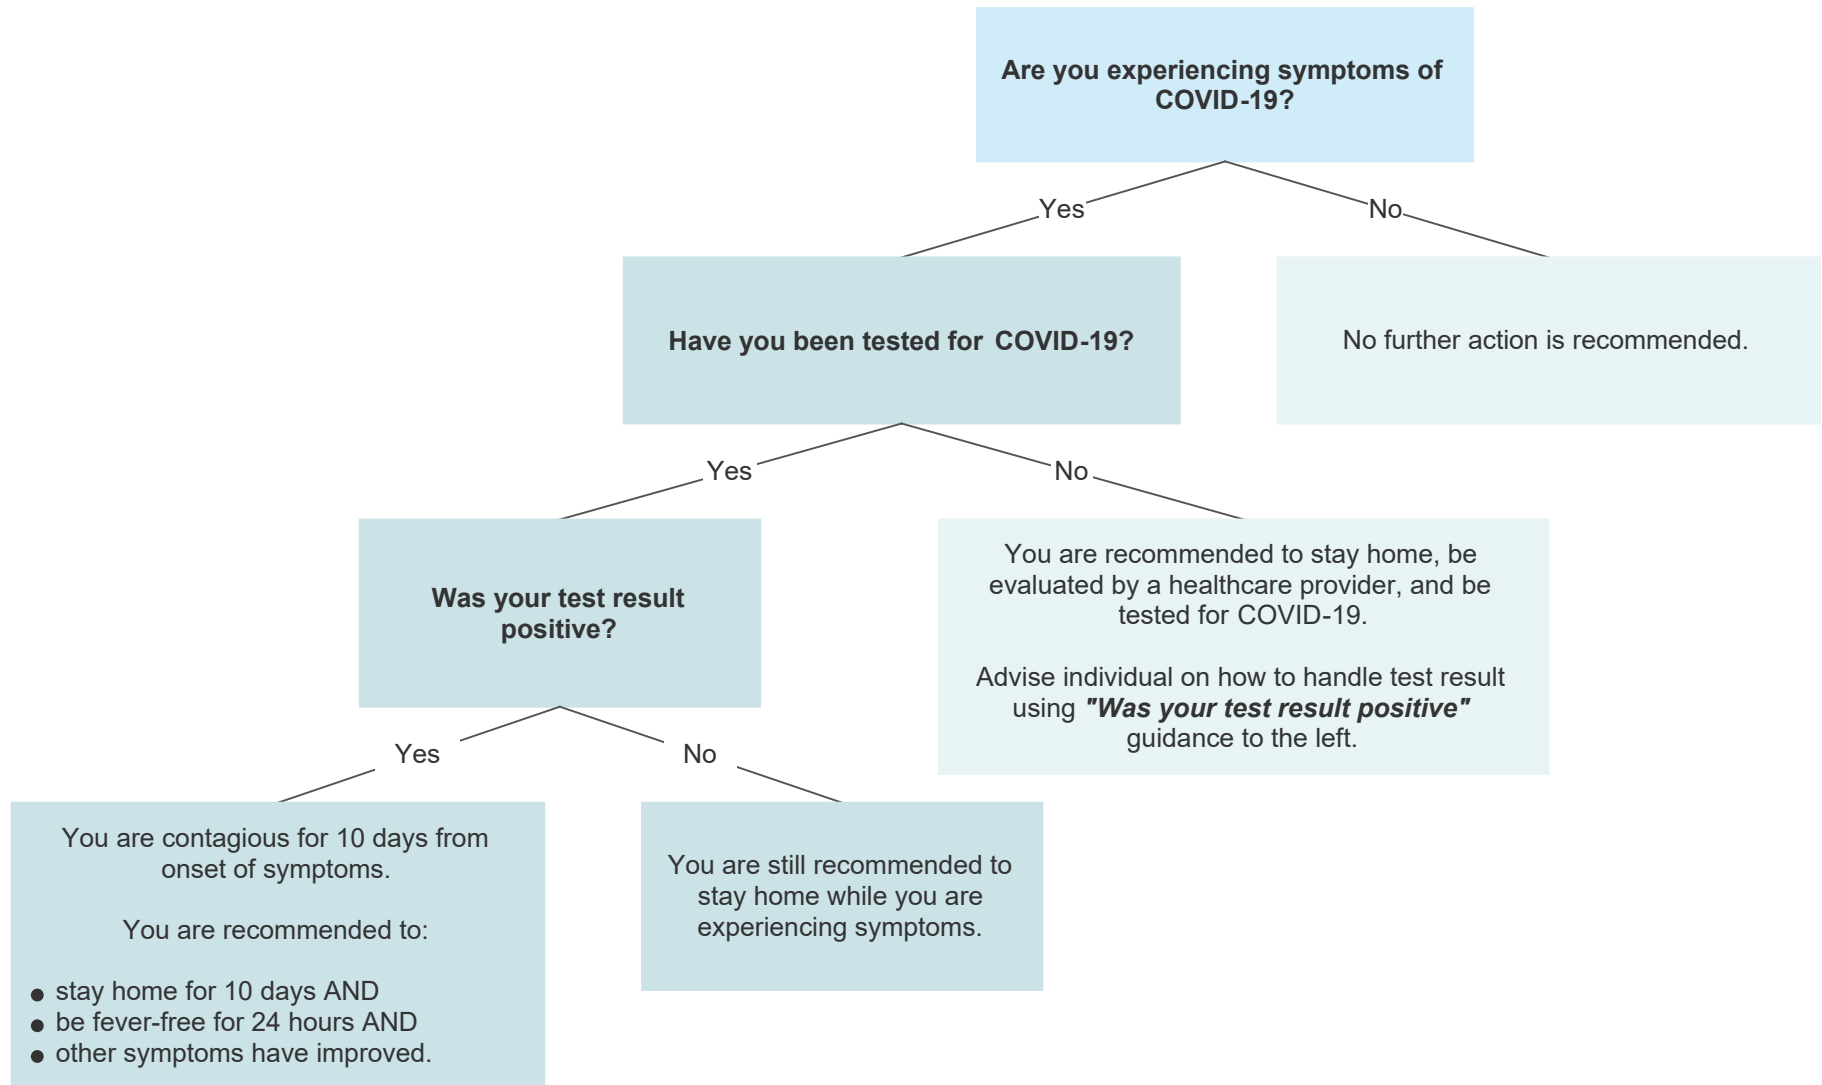 Are you experiencing symptoms of
COVID-19?
Yes
No
Have you been tested for COVID-19?
No further action is recommended.
Yes
No
Was your test result
positive?
You are recommended to stay home, be
evaluated by a healthcare provider, and be
tested for COVID-19.
Advise individual on how to handle test result
using "Was your test result positive"
guidance to the left.
Yes
No
You are contagious for 10 days from
onset of symptoms.
You are recommended to:
● stay home for 10 days AND
● be fever-free for 24 hours AND
● other symptoms have improved.
You are still recommended to
stay home while you are
experiencing symptoms.